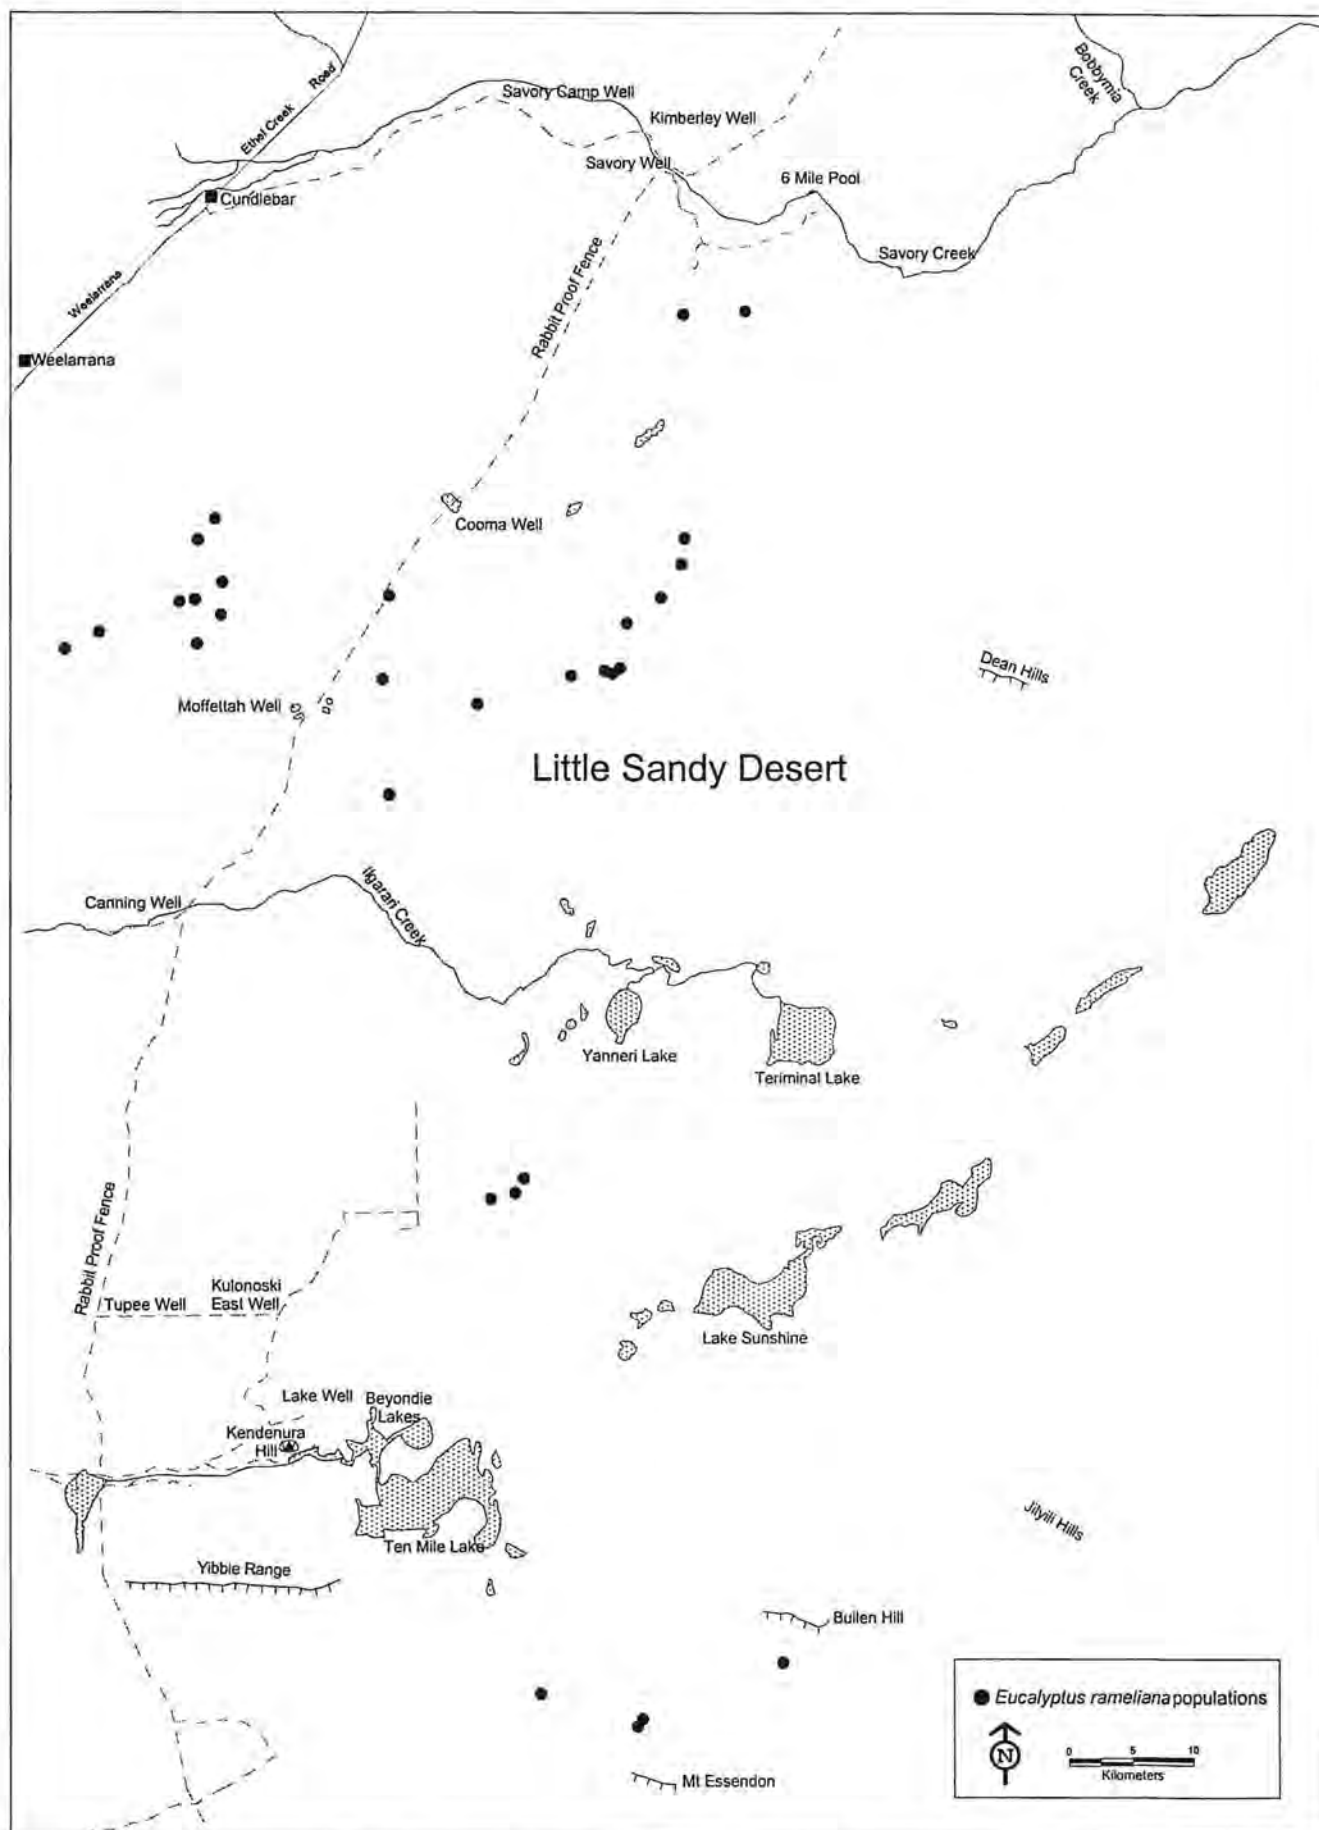 Bobbymia
Creek
Ethel Creek Road
Savory Camp Well
Kimberley Well
Savory Well
6 Mile Pool
Cundlebar
Savory Creek
Rabbit Proof Fence
Weelarrana
Weelarrana
Cooma Well
Dean Hills
Moffettah Well
Little Sandy Desert
Canning Well
Ilgarari Creek
Yanneri Lake
Teriminal Lake
Rabbit Proof Fence
Tupee Well
Kulonoski
East Well
Lake Sunshine
Lake Well
Beyondie
Lakes
Kendenura
Hill
Jilyili Hills
Ten Mile Lake
Yibbie Range
Bullen Hill
Eucalyptus rameliana populations
N
0 5 10
Kilometers
Mt Essendon